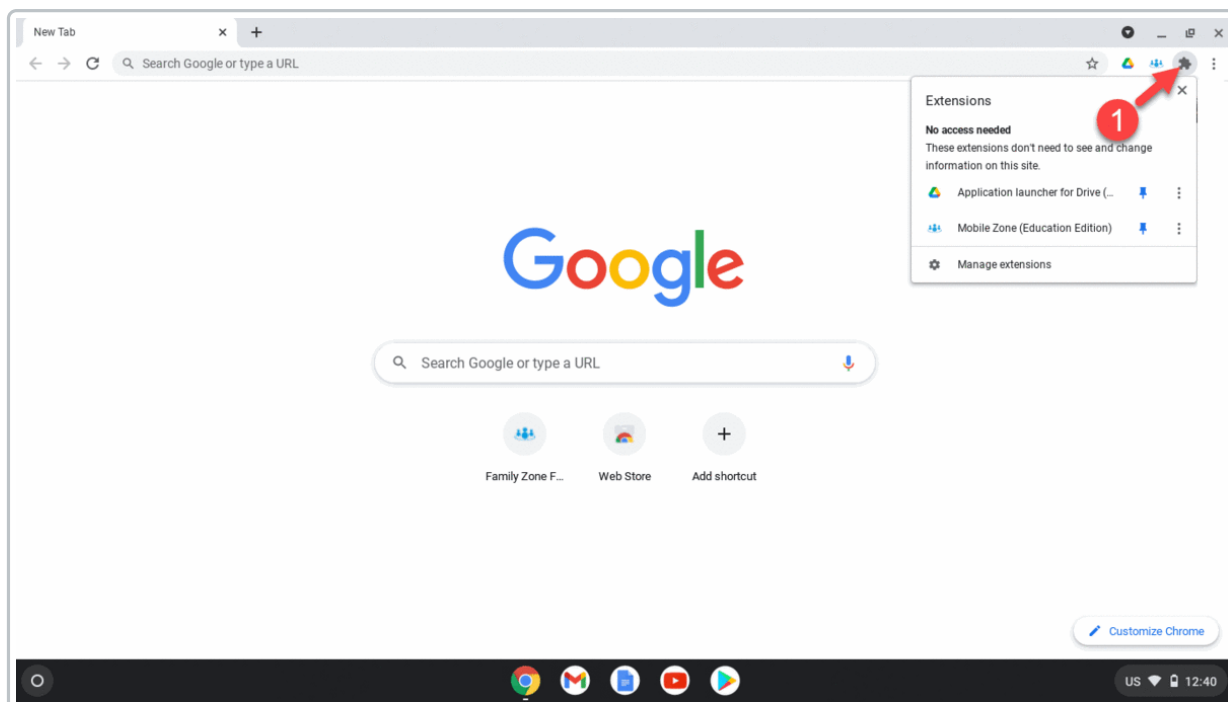 New Tab
Search Google or type a URL
Extensions
1
No access needed
These extensions don't need to see and change
information on this site.
Application launcher for Drive (...
Mobile Zone (Education Edition)
Manage extensions
Google
Search Google or type a URL
Family Zone F...
Web Store
Add shortcut
Customize Chrome
US 12:40